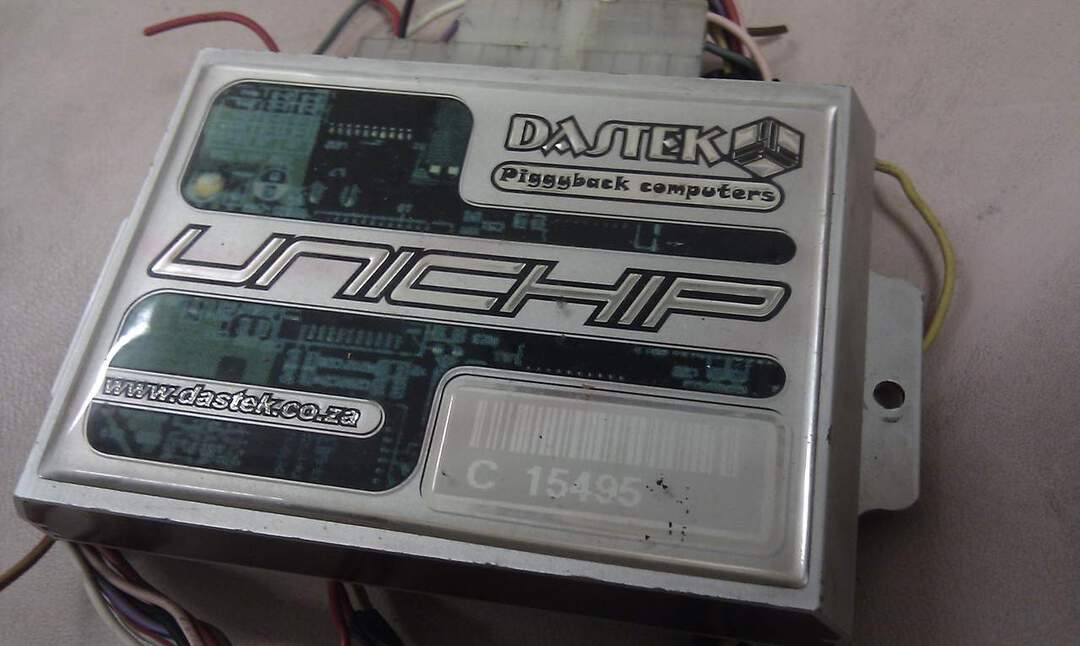 DASTEK
Piggyback computers
UNICHIP
www.dastek.co.za
C 15495